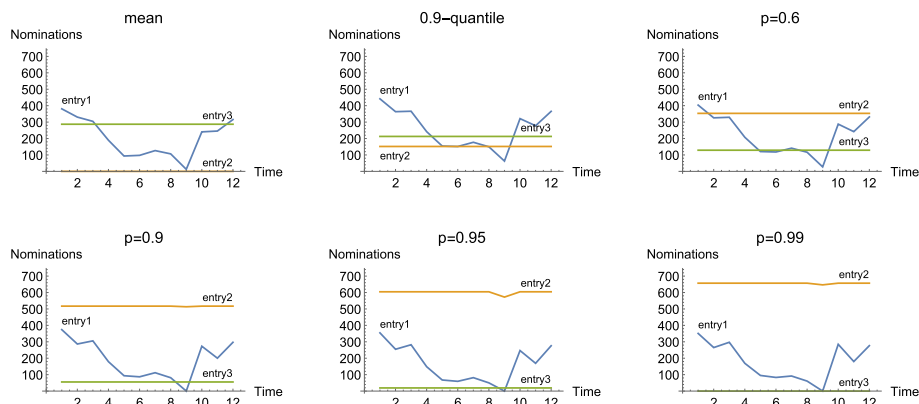 mean
Nominations
700
600
500
400
300
200
100
entry1
entry3
entry2
2 4 6 8 10 12
Time
0.9−quantile
Nominations
700
600
500
400
300
200
100
entry1
entry3
entry2
2 4 6 8 10 12
Time
p=0.6
Nominations
700
600
500
400
300
200
100
entry1
entry2
entry3
2 4 6 8 10 12
Time
p=0.9
Nominations
700
600
500
400
300
200
100
entry2
entry1
entry3
Time
2 4 6 8 10 12
p=0.95
Nominations
700
600
500
400
300
200
100
entry2
entry1
entry3
Time
2 4 6 8 10 12
p=0.99
Nominations
700
600
500
400
300
200
100
entry2
entry1
entry3
Time
2 4 6 8 10 12